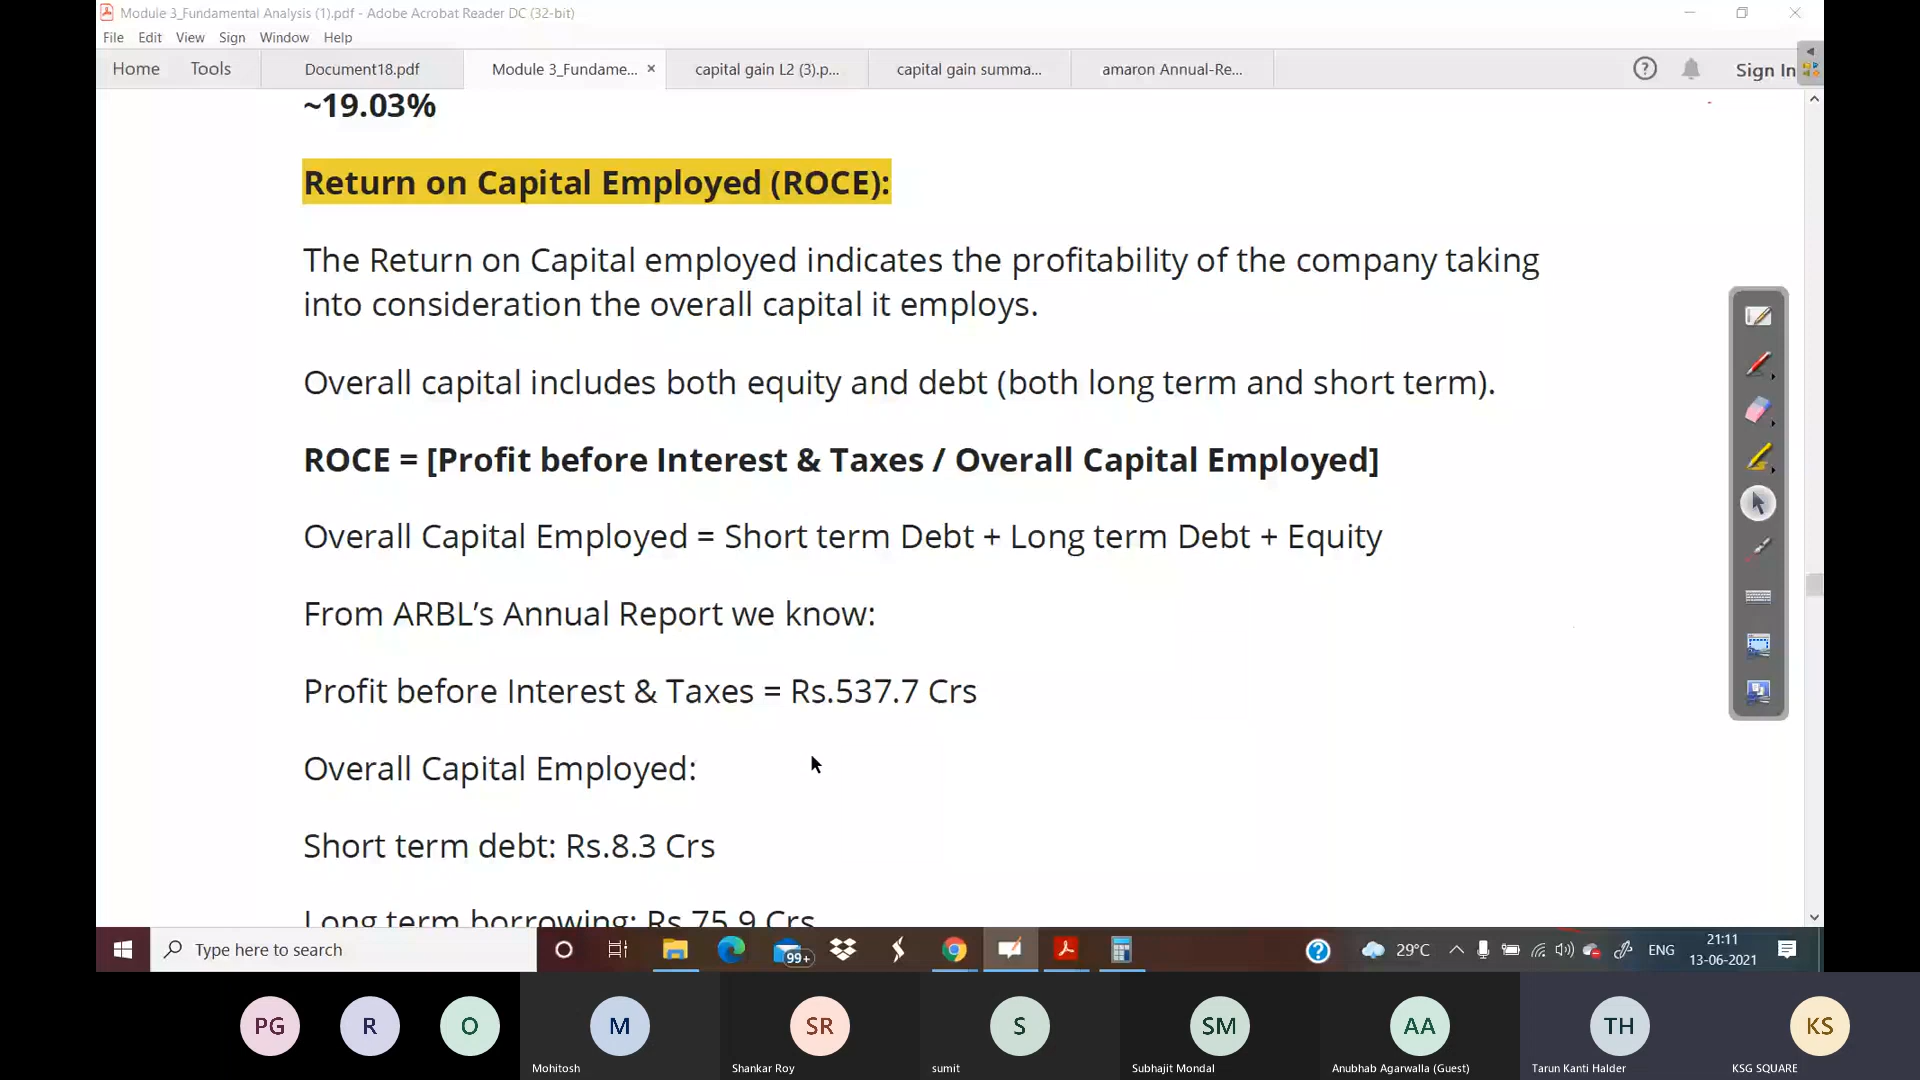 Module 3_Fundamental Analysis (1).pdf - Adobe Acrobat Reader DC (32-bit)
File Edit View Sign Window Help
Home Tools Document18.pdf Module 3_Fundame... × capital gain L2 (3).p... capital gain summa... amaron Annual-Re... Sign In
~19.03%
Return on Capital Employed (ROCE):
The Return on Capital employed indicates the profitability of the company taking
into consideration the overall capital it employs.
Overall capital includes both equity and debt (both long term and short term).
ROCE = [Profit before Interest & Taxes / Overall Capital Employed]
Overall Capital Employed = Short term Debt + Long term Debt + Equity
From ARBL’s Annual Report we know:
Profit before Interest & Taxes = Rs.537.7 Crs
Overall Capital Employed:
Short term debt: Rs.8.3 Crs
Long term borrowing: Rs.75.9 Crs
Type here to search 99+ 29°C ENG 21:11
13-06-2021
PG R O M SR S SM AA TH KS
Mohitosh Shankar Roy sumit Subhajit Mondal Anubhab Agarwalla (Guest) Tarun Kanti Halder KSG SQUARE